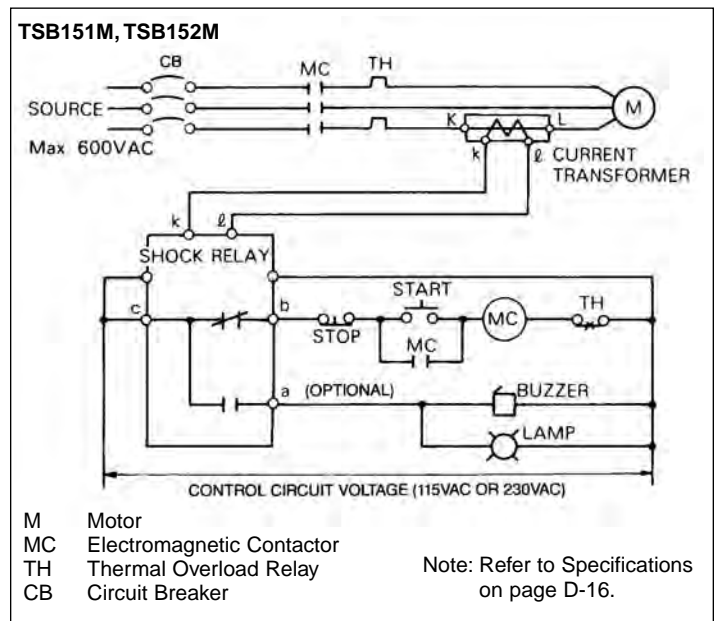 TSB151M, TSB152M
CB
MC
TH
SOURCE
M
K
L
Max 600VAC
k
ℓ
CURRENT
TRANSFORMER
k
ℓ
SHOCK RELAY
START
TH
c
b
MC
STOP
MC
a
(OPTIONAL)
BUZZER
LAMP
CONTROL CIRCUIT VOLTAGE (115VAC OR 230VAC)
M Motor
MC Electromagnetic Contactor
TH Thermal Overload Relay
CB Circuit Breaker
Note: Refer to Specifications
on page D-16.